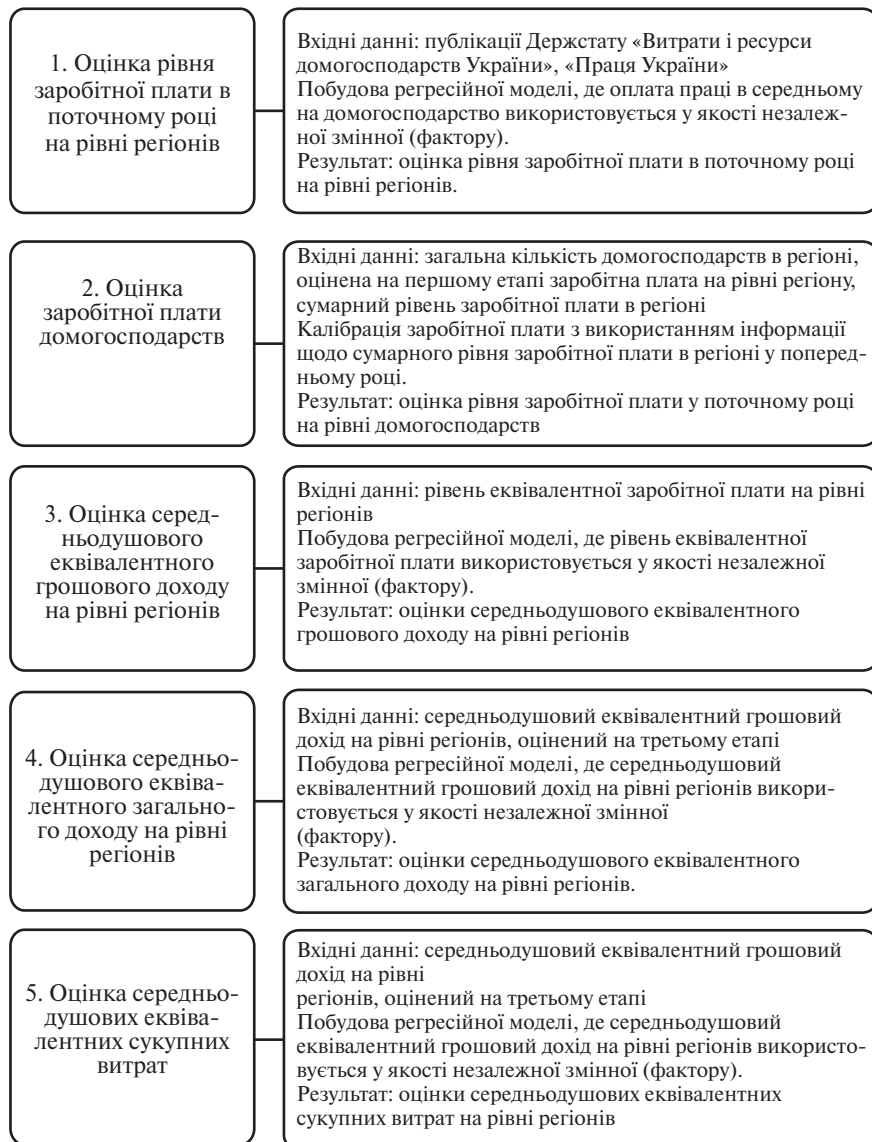 1. Оцінка рівня
заробітної плати в
поточному році
на рівні регіонів
Вхідні данні: публікації Держстату «Витрати і ресурси
домогосподарств України», «Праця України»
Побудова регресійної моделі, де оплата праці в середньому
на домогосподарство використовується у якості незалеж-
ної змінної (фактору).
Результат: оцінка рівня заробітної плати в поточному році
на рівні регіонів.
2. Оцінка
заробітної плати
домогосподарств
Вхідні данні: загальна кількість домогосподарств в регіоні,
оцінена на першому етапі заробітна плата на рівні регіону,
сумарний рівень заробітної плати в регіоні
Калібрація заробітної плати з використанням інформації
щодо сумарного рівня заробітної плати в регіоні у поперед-
ньому році.
Результат: оцінка рівня заробітної плати у поточному році
на рівні домогосподарств
3. Оцінка серед-
ньодушового
еквівалентного
грошового доходу
на рівні регіонів
Вхідні данні: рівень еквівалентної заробітної плати на рівні
регіонів
Побудова регресійної моделі, де рівень еквівалентної
заробітної плати використовується у якості незалежної
змінної (фактору).
Результат: оцінки середньодушового еквівалентного
грошового доходу на рівні регіонів
4. Оцінка середньо-
душового еквіва-
лентного загально-
го доходу на рівні
регіонів
Вхідні данні: середньодушовий еквівалентний грошовий
дохід на рівні регіонів, оцінений на третьому етапі
Побудова регресійної моделі, де середньодушовий
еквівалентний грошовий дохід на рівні регіонів викори-
стовується у якості незалежної змінної
(фактору).
Результат: оцінки середньодушового еквівалентного
загального доходу на рівні регіонів.
5. Оцінка середньо-
душових еквіва-
лентних сукупних
витрат
Вхідні данні: середньодушовий еквівалентний грошовий
дохід на рівні
регіонів, оцінений на третьому етапі
Побудова регресійної моделі, де середньодушовий
еквівалентний грошовий дохід на рівні регіонів використо-
вується у якості незалежної змінної (фактору).
Результат: оцінки середньодушових еквівалентних
сукупних витрат на рівні регіонів